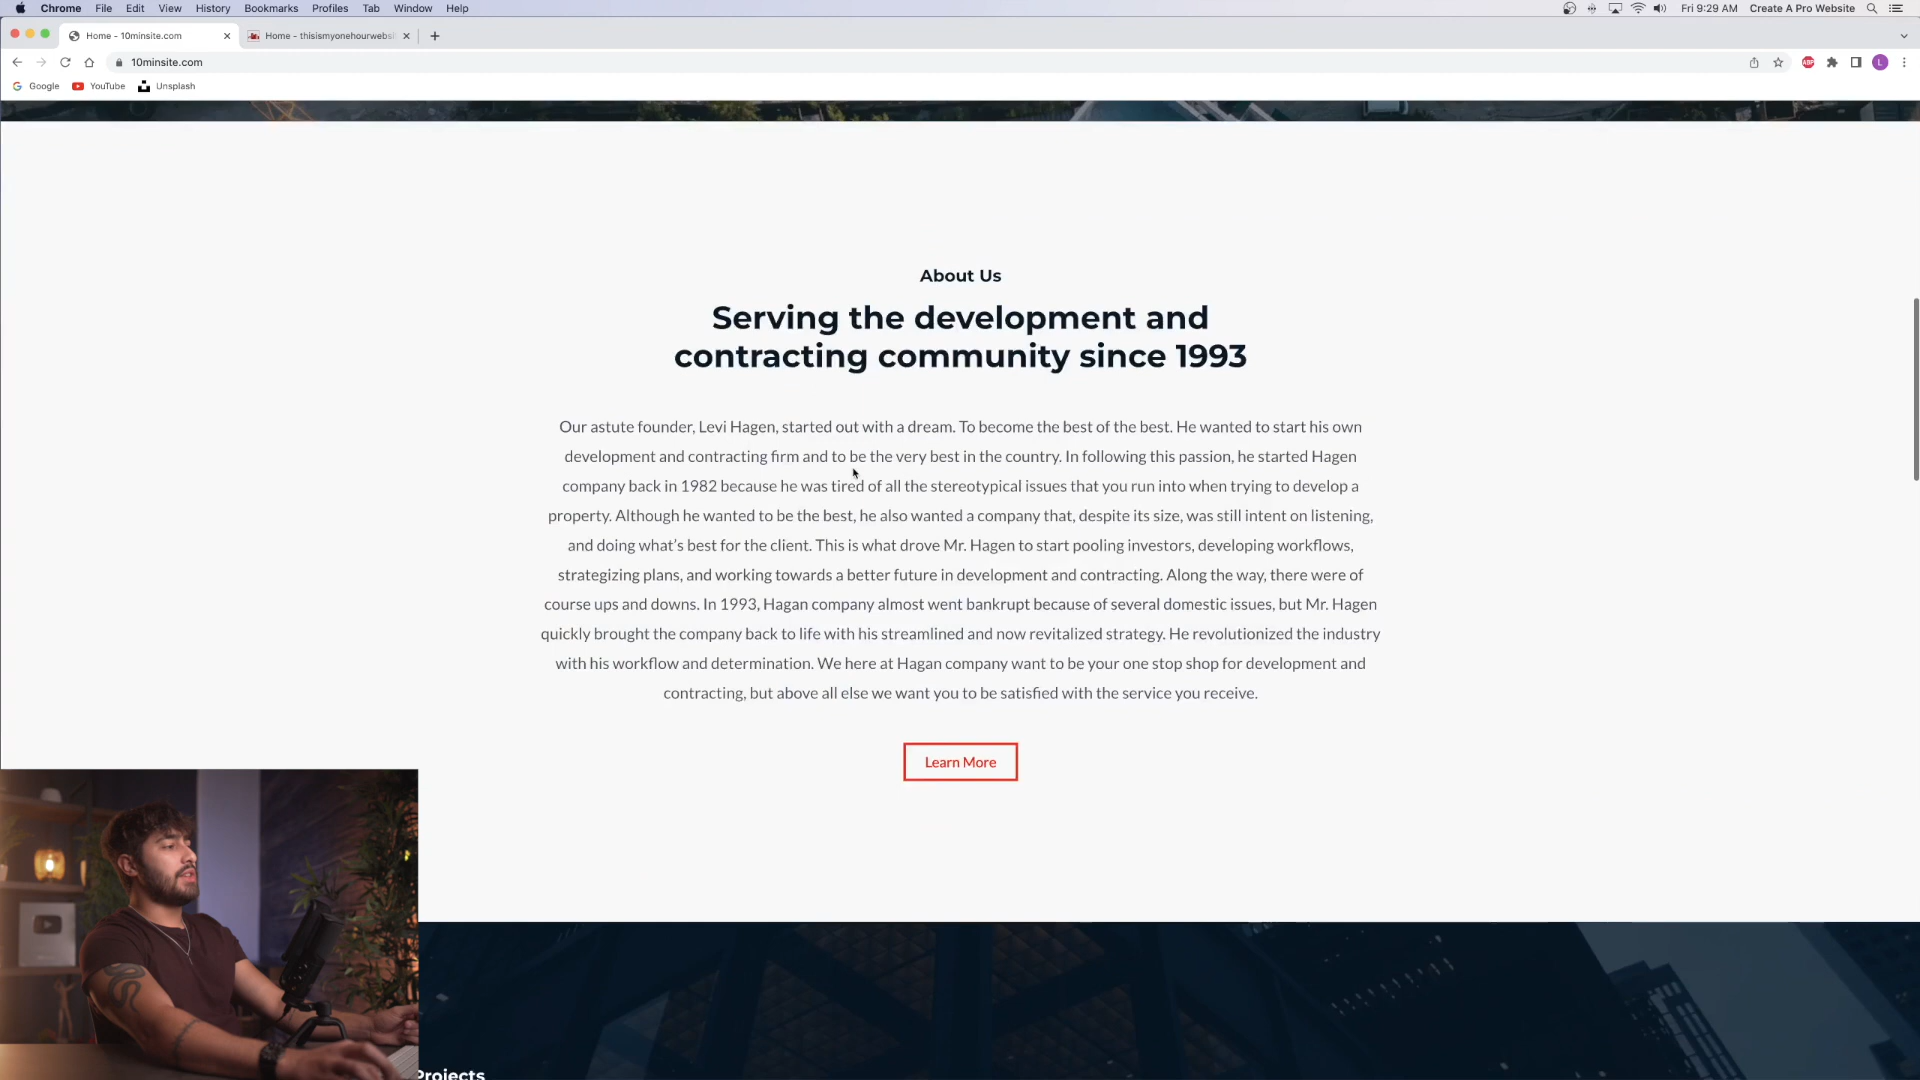 Chrome File Edit View History Bookmarks Profiles Tab Window Help Fri 9:29 AM Create A Pro Website
Home - 10minsite.com Home - thisismyonehourwebsi
10minsite.com ABP L
Google YouTube Unsplash
About Us
Serving the development and
contracting community since 1993
Our astute founder, Levi Hagen, started out with a dream. To become the best of the best. He wanted to start his own
development and contracting firm and to be the very best in the country. In following this passion, he started Hagen
company back in 1982 because he was tired of all the stereotypical issues that you run into when trying to develop a
property. Although he wanted to be the best, he also wanted a company that, despite its size, was still intent on listening,
and doing what’s best for the client. This is what drove Mr. Hagen to start pooling investors, developing workflows,
strategizing plans, and working towards a better future in development and contracting. Along the way, there were of
course ups and downs. In 1993, Hagan company almost went bankrupt because of several domestic issues, but Mr. Hagen
quickly brought the company back to life with his streamlined and now revitalized strategy. He revolutionized the industry
with his workflow and determination. We here at Hagan company want to be your one stop shop for development and
contracting, but above all else we want you to be satisfied with the service you receive.
Learn More
Projects